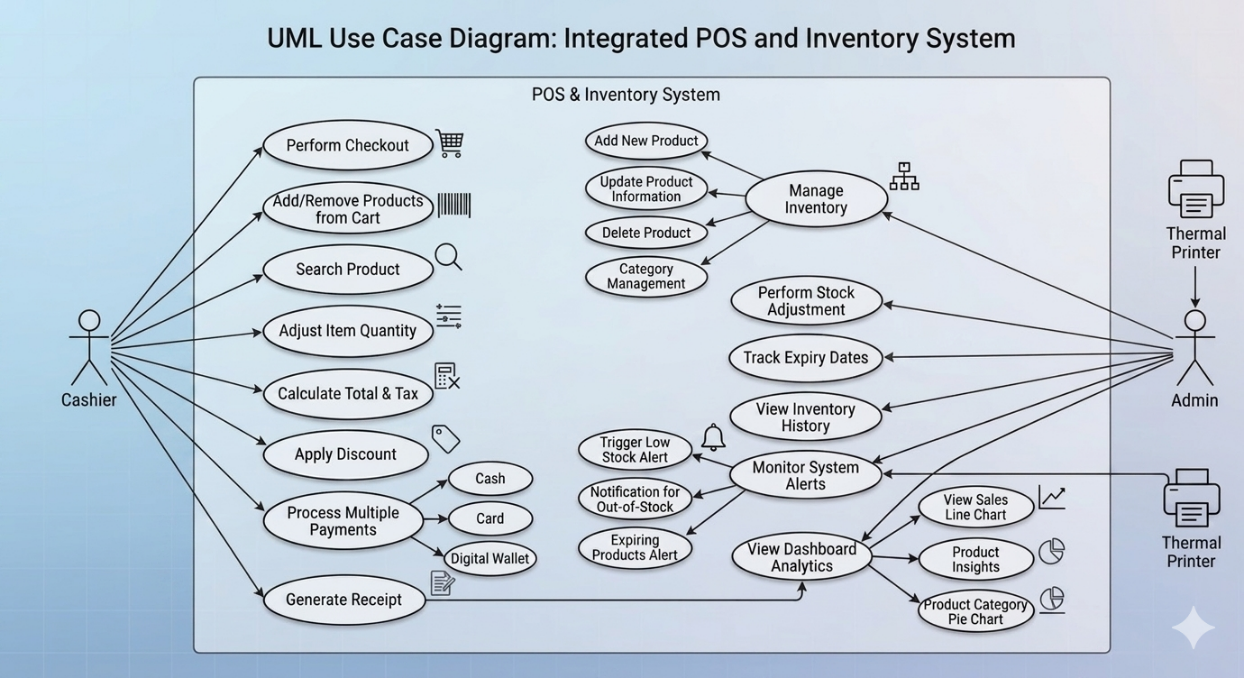 UML Use Case Diagram: Integrated POS and Inventory System
POS & Inventory System
Perform Checkout
Add/Remove Products
from Cart
Search Product
Adjust Item Quantity
Calculate Total & Tax
Apply Discount
Process Multiple
Payments
Cash
Card
Digital Wallet
Generate Receipt
Cashier
Add New Product
Update Product
Information
Delete Product
Category
Management
Manage
Inventory
Perform Stock
Adjustment
Track Expiry Dates
View Inventory
History
Trigger Low
Stock Alert
Notification for
Out-of-Stock
Expiring
Products Alert
Monitor System
Alerts
View Dashboard
Analytics
View Sales
Line Chart
Product
Insights
Product Category
Pie Chart
Thermal
Printer
Admin
Thermal
Printer